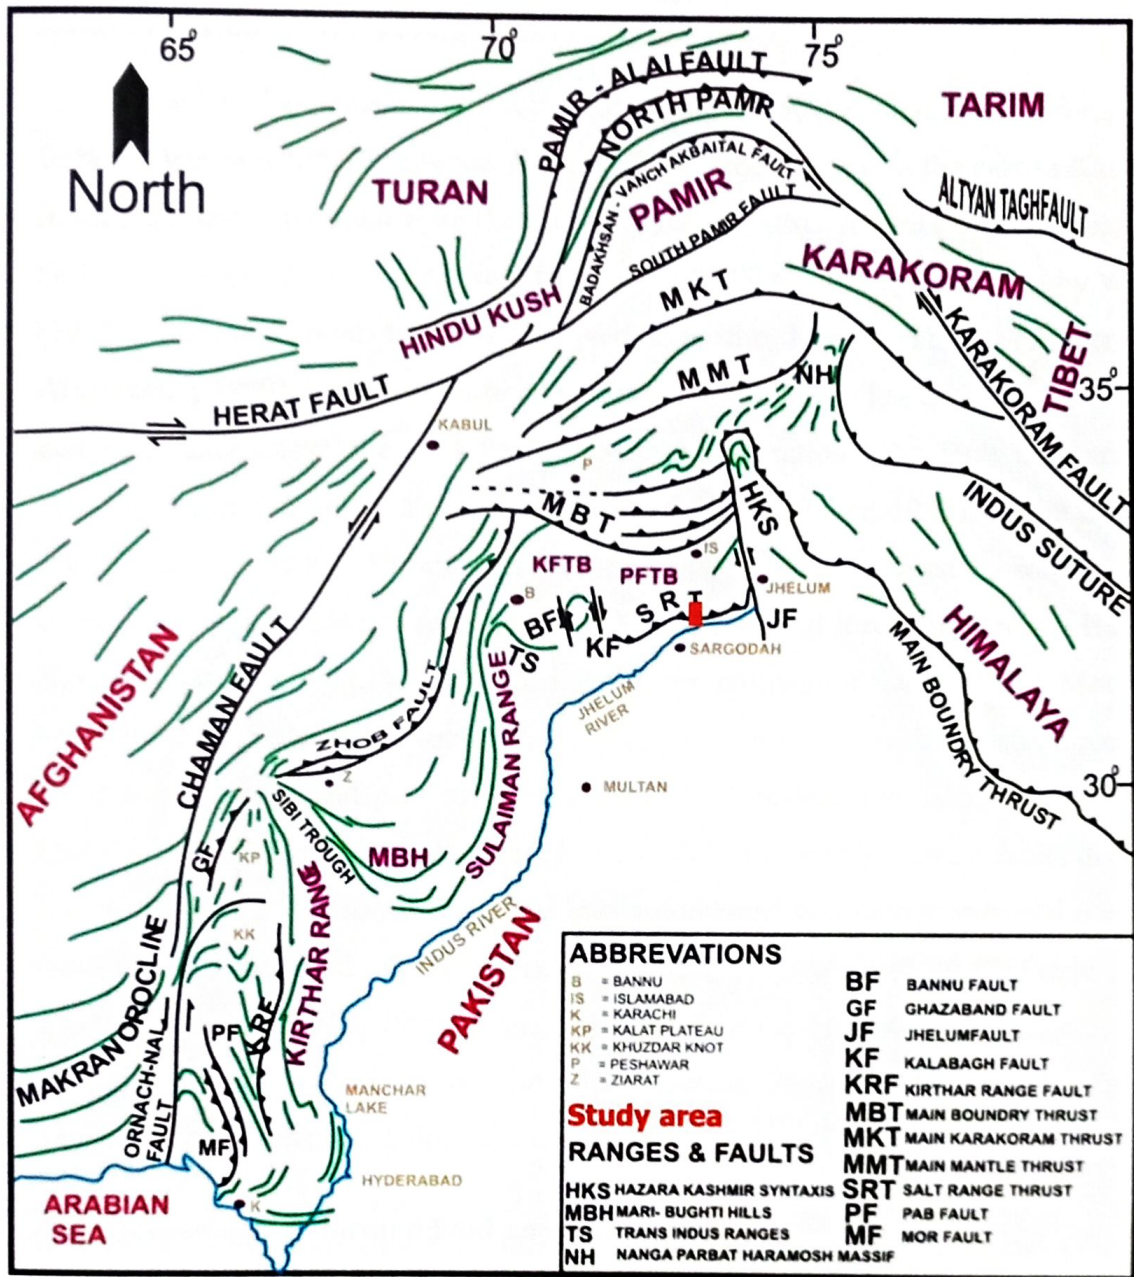 65°
70°
75°
North
TURAN
PAMIR - ALAI FAULT
NORTH PAMR
TARIM
BADAKHSAN - VANCH AKBAITAL FAULT
PAMIR
SOUTH PAMIR FAULT
ALTYAN TAGHFAULT
KARAKORAM
HINDU KUSH
MKT
KARAKORAM FAULT
TIBET
HERAT FAULT
MMT
NH
35°
KABUL
P
HKS
INDUS SUTURE
MBT
IS
KFTB
PFTB
JHELUM
B
SRT
BF
KF
JF
TS
SARGODAH
HIMALAYA
MAIN BOUNDRY THRUST
AFGHANISTAN
CHAMAN FAULT
ZHOB FAULT
Z
SULAIMAN RANGE
JHELUM
RIVER
MULTAN
30°
SIBI TROUGH
GF
KP
MBH
KIRTHAR RANGE
KK
INDUS RIVER
PAKISTAN
MAKRAN OROCLINE
ORNACH-NAL
FAULT
PF
KRF
MF
MANCHAR
LAKE
HYDERABAD
K
ARABIAN
SEA
ABBREVATIONS
B = BANNU
IS = ISLAMABAD
K = KARACHI
KP = KALAT PLATEAU
KK = KHUZDAR KNOT
P = PESHAWAR
Z = ZIARAT
Study area
RANGES & FAULTS
HKS HAZARA KASHMIR SYNTAXIS
MBH MARI- BUGHTI HILLS
TS TRANS INDUS RANGES
NH NANGA PARBAT HARAMOSH MASSIF
BF BANNU FAULT
GF GHAZABAND FAULT
JF JHELUMFAULT
KF KALABAGH FAULT
KRF KIRTHAR RANGE FAULT
MBT MAIN BOUNDRY THRUST
MKT MAIN KARAKORAM THRUST
MMT MAIN MANTLE THRUST
SRT SALT RANGE THRUST
PF PAB FAULT
MF MOR FAULT